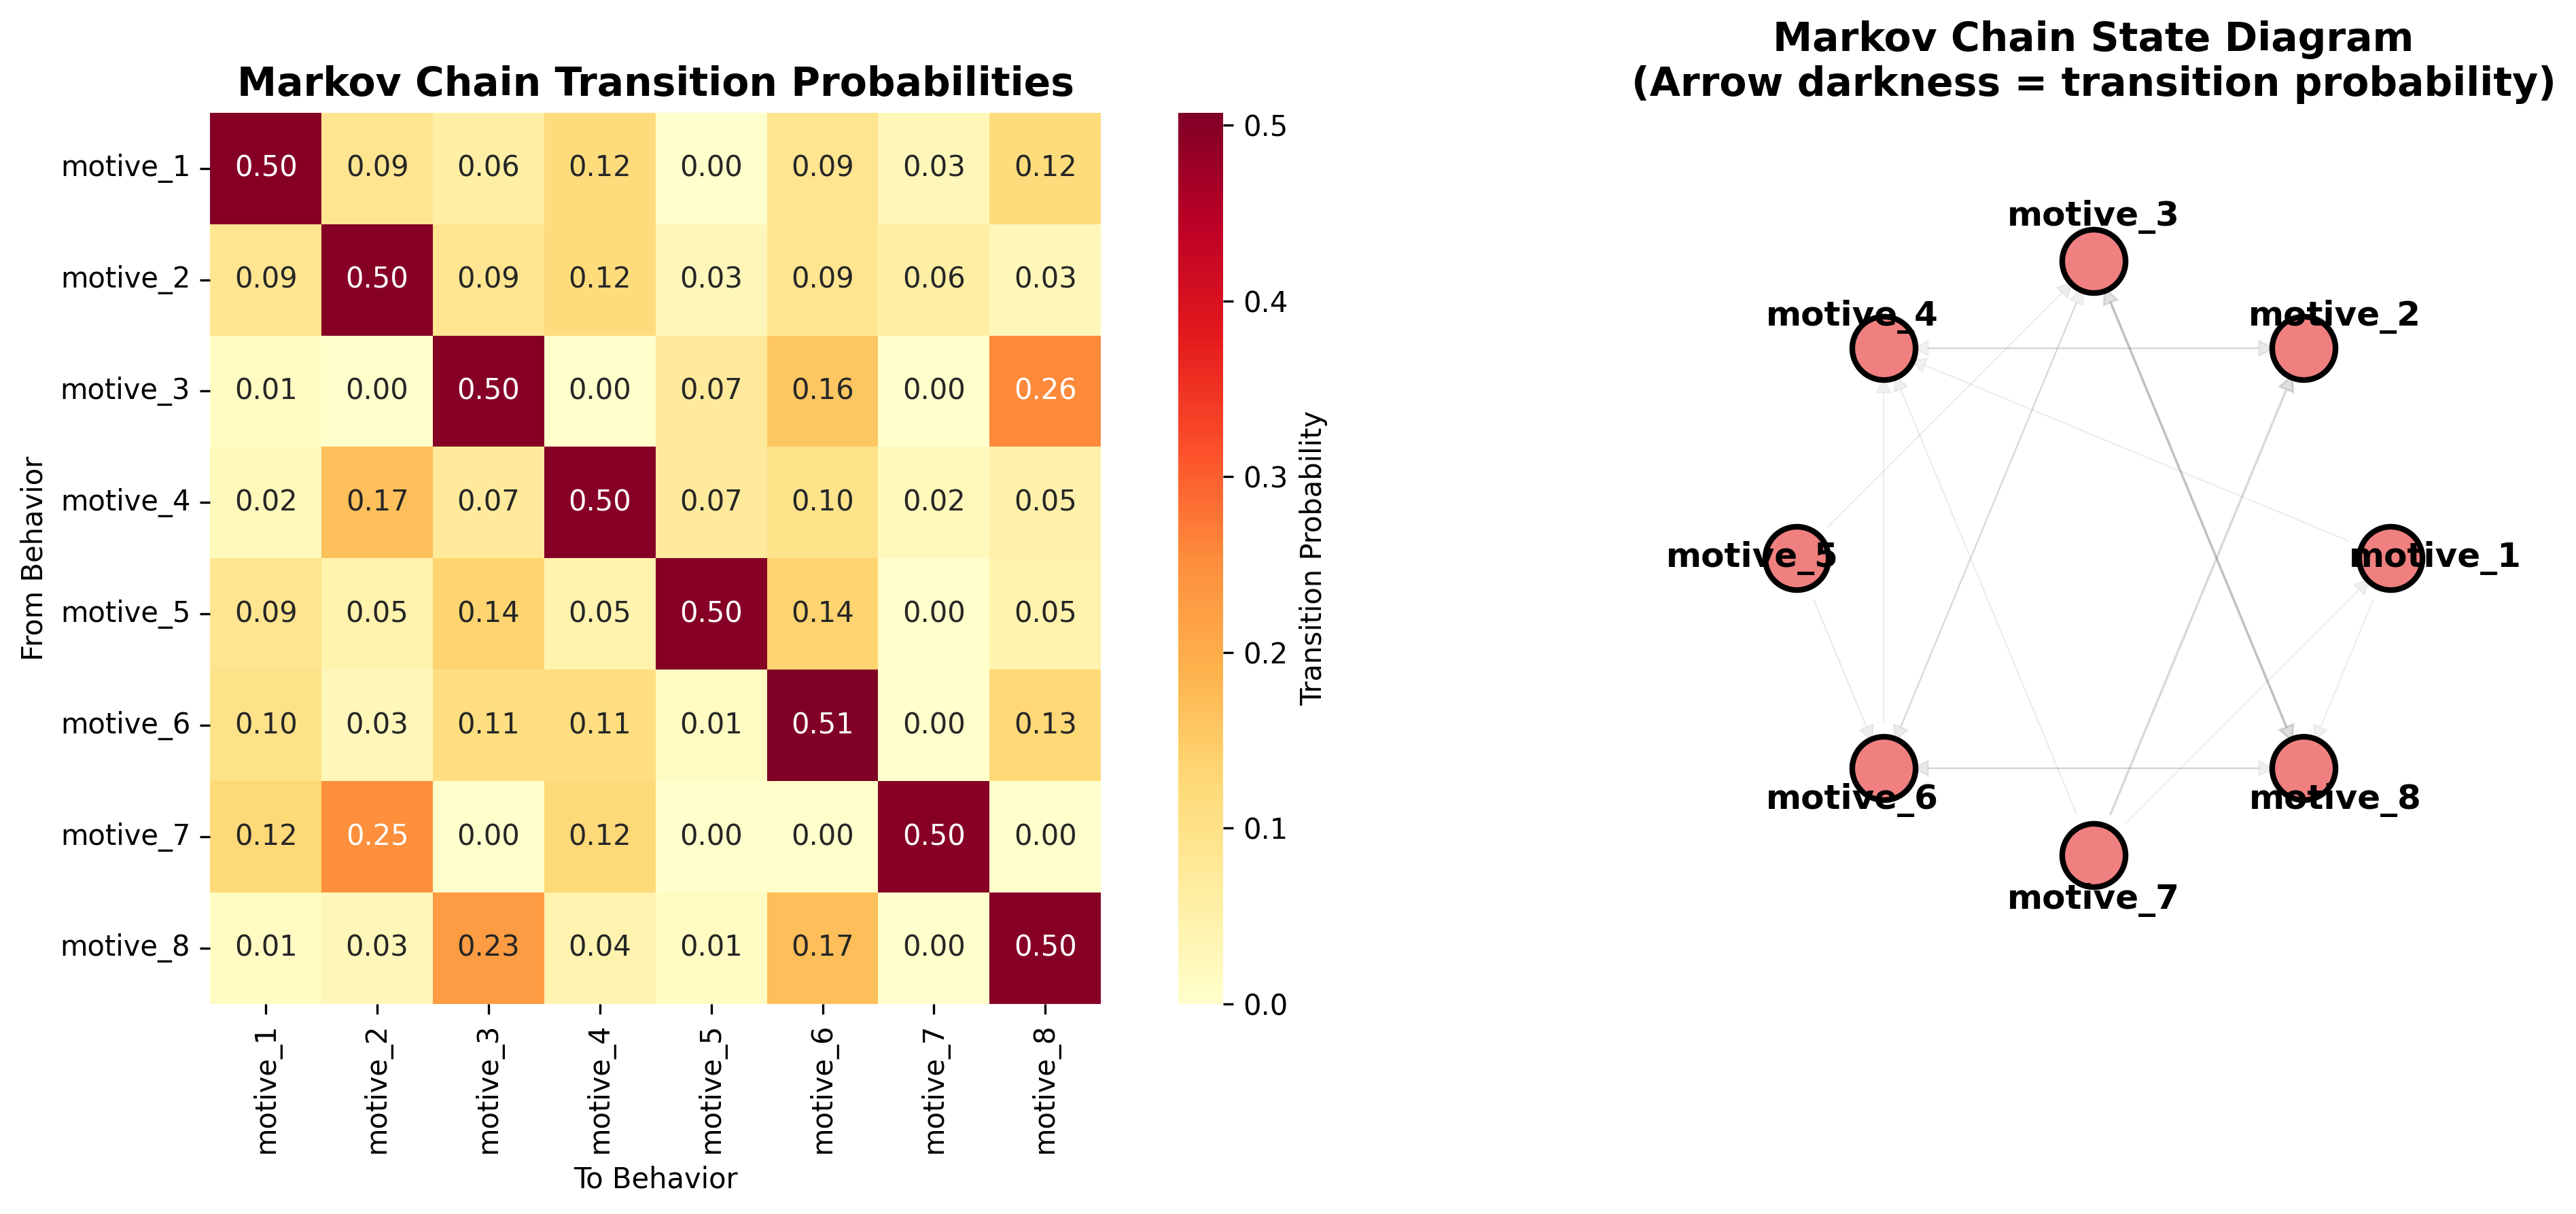 Markov Chain Transition Probabilities
motive_1 0.50 0.09 0.06 0.12 0.00 0.09 0.03 0.12
motive_2 0.09 0.50 0.09 0.12 0.03 0.09 0.06 0.03
motive_3 0.01 0.00 0.50 0.00 0.07 0.16 0.00 0.26
motive_4 0.02 0.17 0.07 0.50 0.07 0.10 0.02 0.05
motive_5 0.09 0.05 0.14 0.05 0.50 0.14 0.00 0.05
motive_6 0.10 0.03 0.11 0.11 0.01 0.51 0.00 0.13
motive_7 0.12 0.25 0.00 0.12 0.00 0.00 0.50 0.00
motive_8 0.01 0.03 0.23 0.04 0.01 0.17 0.00 0.50
From Behavior
motive_1 motive_2 motive_3 motive_4 motive_5 motive_6 motive_7 motive_8
To Behavior
0.5
0.4
0.3
0.2
0.1
0.0
Transition Probability
Markov Chain State Diagram
(Arrow darkness = transition probability)
motive_3
motive_4
motive_2
motive_5
motive_1
motive_6
motive_8
motive_7